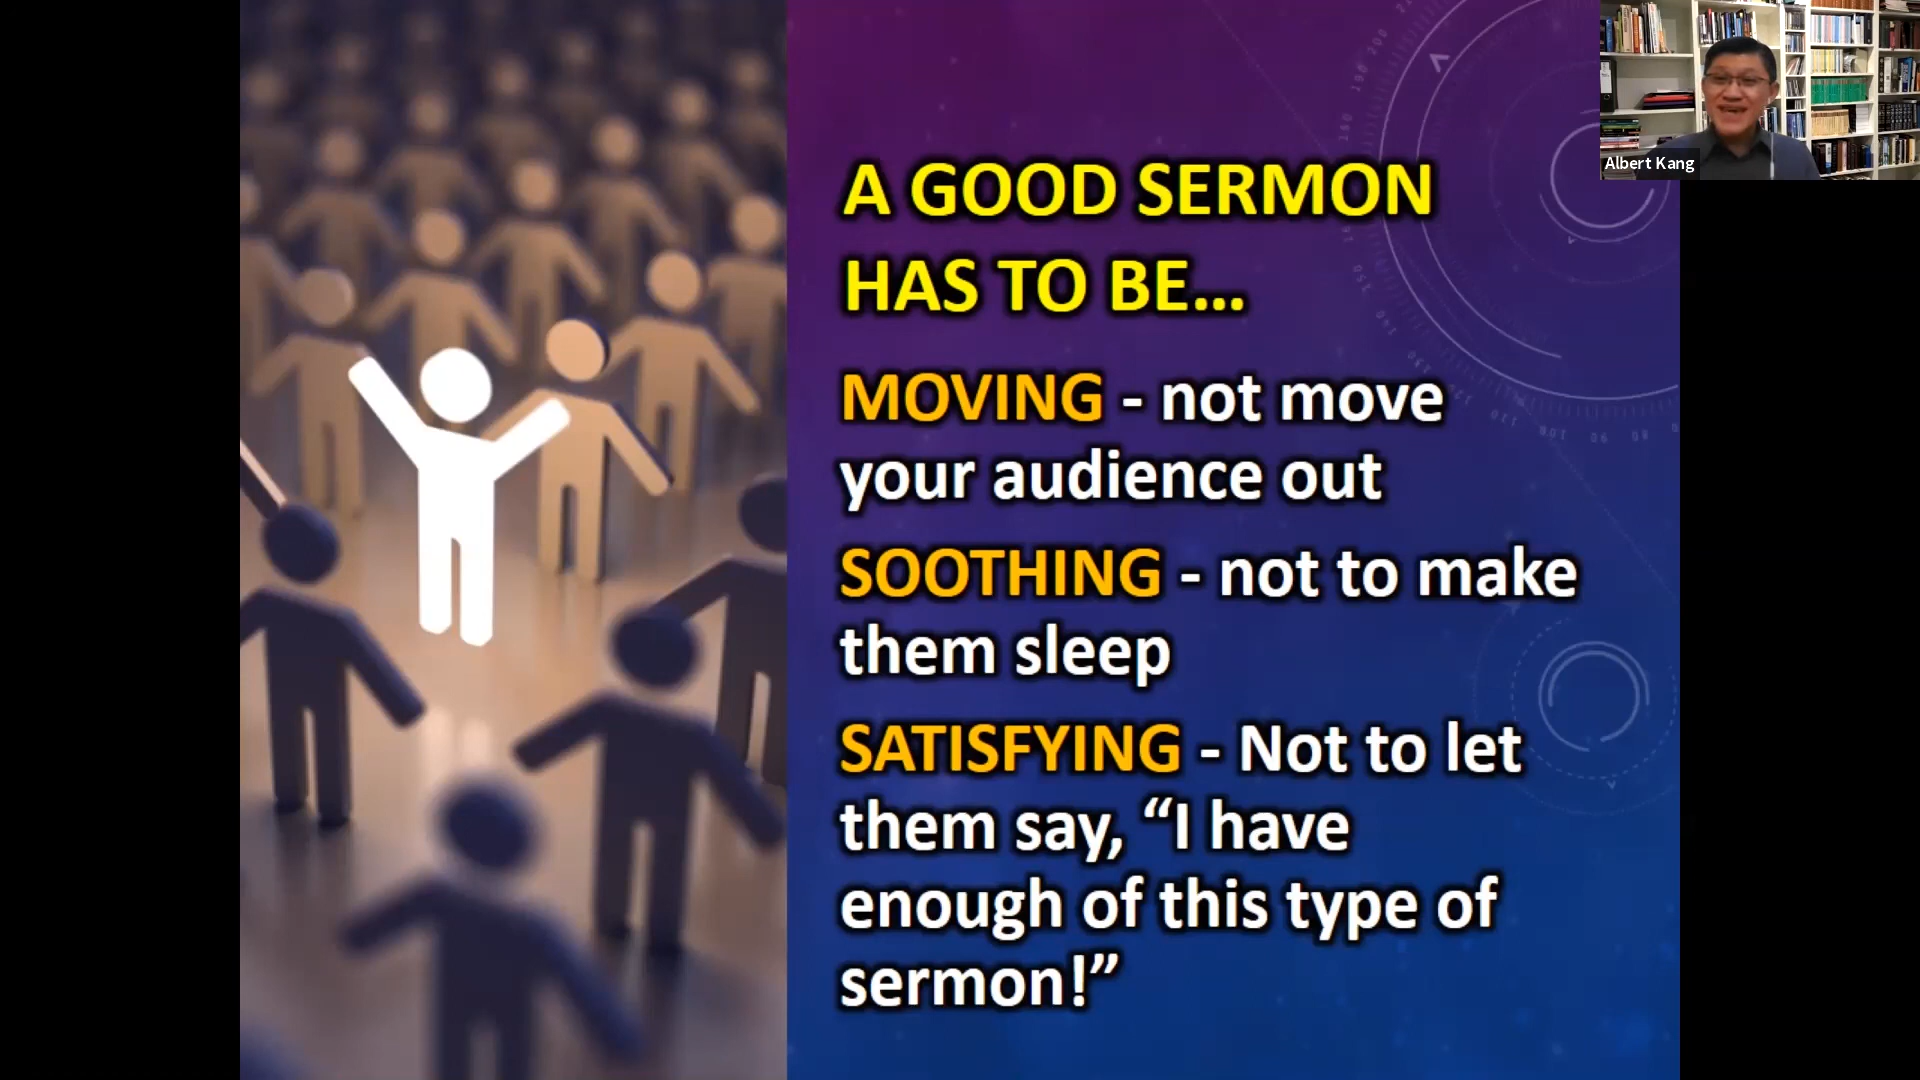 Albert Kang
A GOOD SERMON
HAS TO BE...
MOVING - not move
your audience out
SOOTHING - not to make
them sleep
SATISFYING - Not to let
them say, “I have
enough of this type of
sermon!”